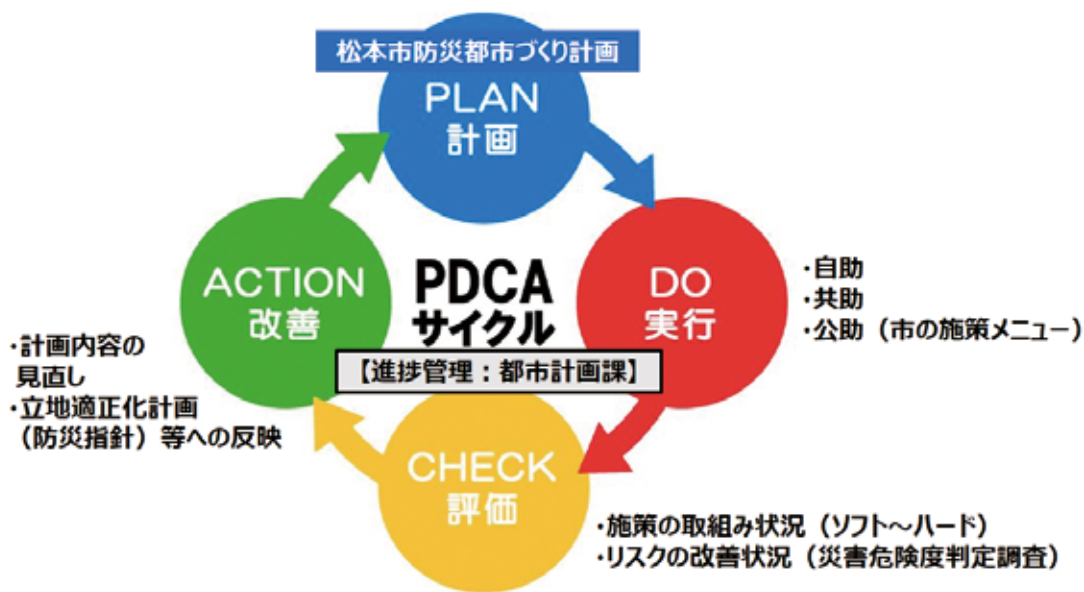 松本市防災都市づくり計画
PLAN
計画
DO
実行
・自助
・共助
・公助（市の施策メニュー）
PDCA
サイクル
【進捗管理：都市計画課】
CHECK
評価
・施策の取組み状況（ソフト～ハード）
・リスクの改善状況（災害危険度判定調査）
ACTION
改善
・計画内容の
見直し
・立地適正化計画
（防災指針）等への反映